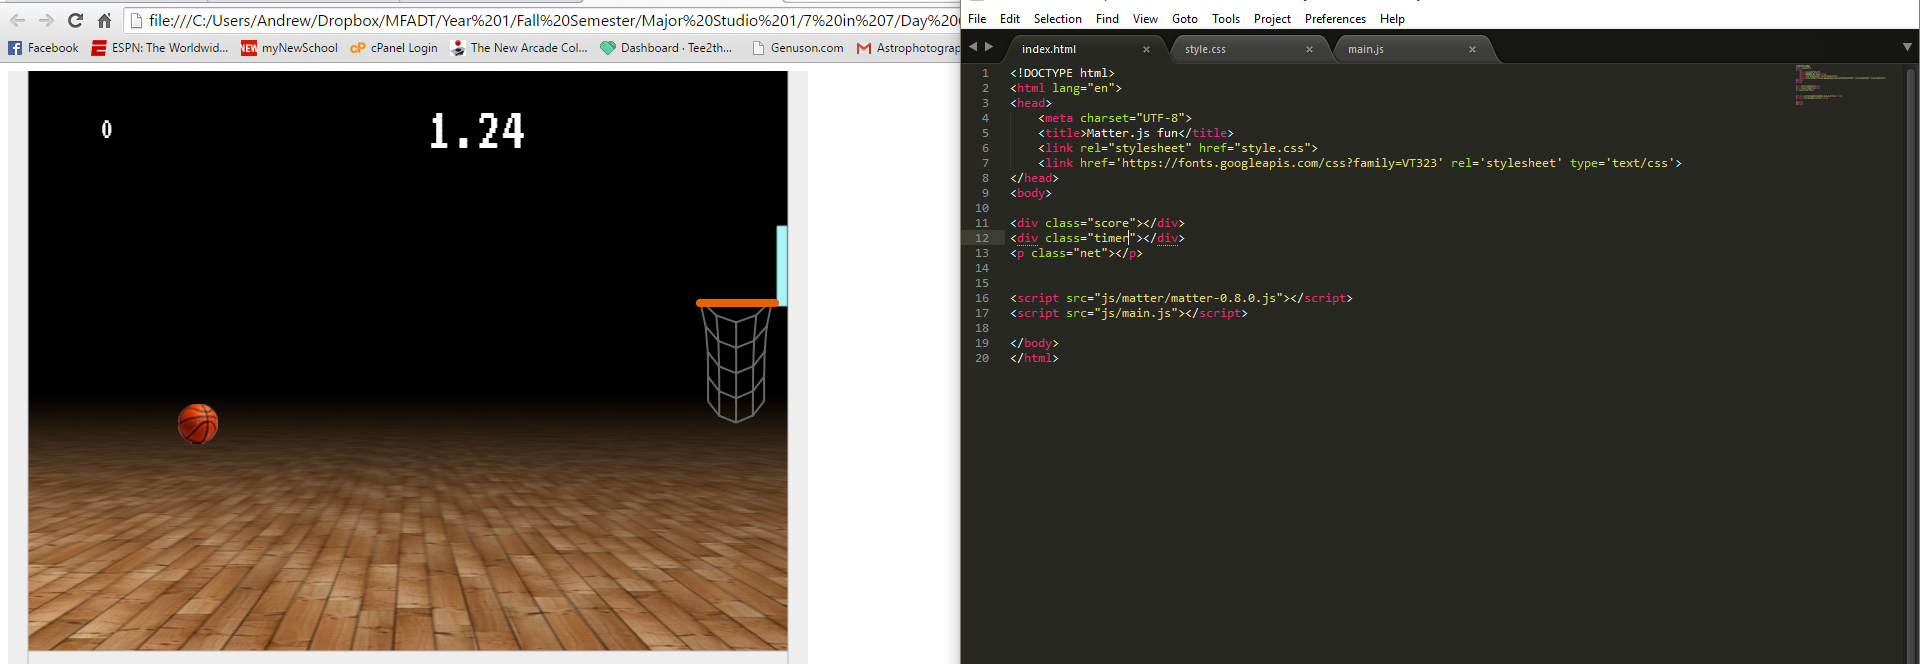 file:///C:/Users/Andrew/Dropbox/MFADT/Year%201/Fall%20Semester/Major%20Studio%201/7%20in%207/Day%20
Facebook
ESPN: The Worldwid...
NEW
myNewSchool
cP
cPanel Login
The New Arcade Col...
Dashboard · Tee2th...
Genuson.com
Astrophotograp
0
1.24
File Edit Selection Find View Goto Tools Project Preferences Help
index.html
style.css
main.js
1 <!DOCTYPE html>
2 <html lang="en">
3 <head>
4 <meta charset="UTF-8">
5 <title>Matter.js fun</title>
6 <link rel="stylesheet" href="style.css">
7 <link href='https://fonts.googleapis.com/css?family=VT323' rel='stylesheet' type='text/css'>
8 </head>
9 <body>
10
11 <div class="score"></div>
12 <div class="timer"></div>
13 <p class="net"></p>
14
15
16 <script src="js/matter/matter-0.8.0.js"></script>
17 <script src="js/main.js"></script>
18
19 </body>
20 </html>